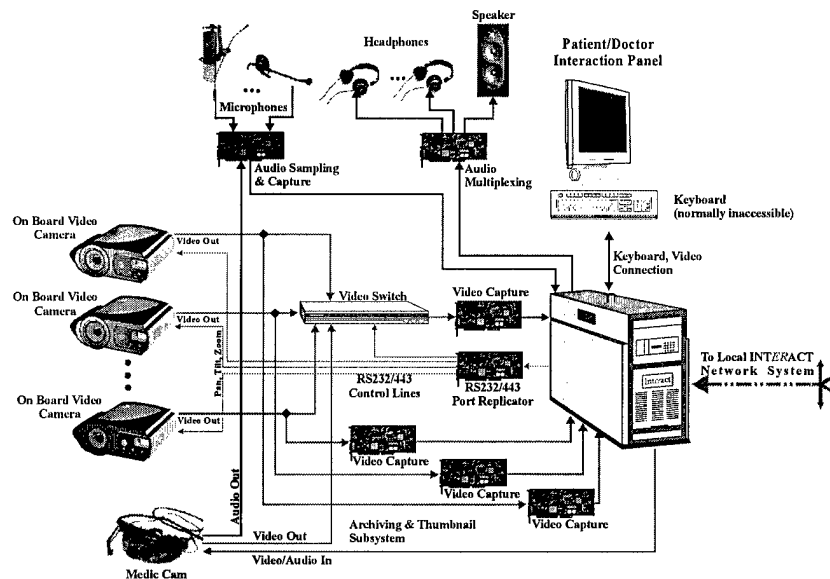 Speaker
Headphones
Patient/Doctor
Interaction Panel
Microphones
Audio Sampling
& Capture
Audio
Multiplexing
Keyboard
(normally inaccessible)
On Board Video
Camera
Video Out
Keyboard, Video
Connection
Video Capture
Video Switch
On Board Video
Camera
Video Out
Pan, Tilt, Zoom
RS232/443
Control Lines
RS232/443
Port Replicator
To Local INTERACT
Network System
Interact
On Board Video
Camera
Video Out
Video Capture
Video Capture
Video Capture
Audio Out
Archiving & Thumbnail
Subsystem
Video Out
Video/Audio In
Medic Cam